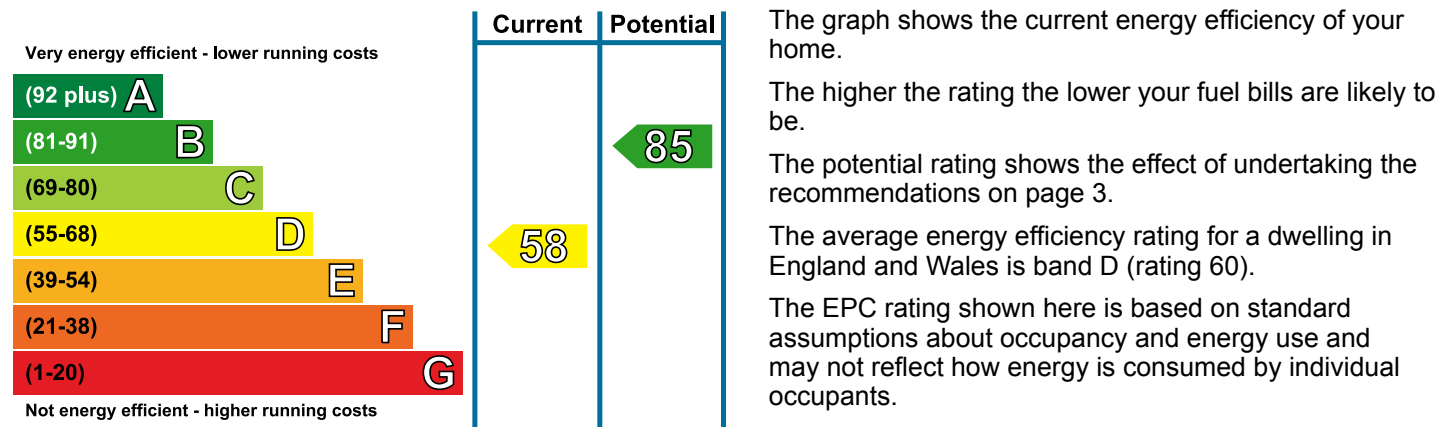 Current Potential
Very energy efficient - lower running costs
(92 plus) A
(81-91) B
85
(69-80) C
(55-68) D
58
(39-54) E
(21-38) F
(1-20) G
Not energy efficient - higher running costs
The graph shows the current energy efficiency of your
home.
The higher the rating the lower your fuel bills are likely to
be.
The potential rating shows the effect of undertaking the
recommendations on page 3.
The average energy efficiency rating for a dwelling in
England and Wales is band D (rating 60).
The EPC rating shown here is based on standard
assumptions about occupancy and energy use and
may not reflect how energy is consumed by individual
occupants.